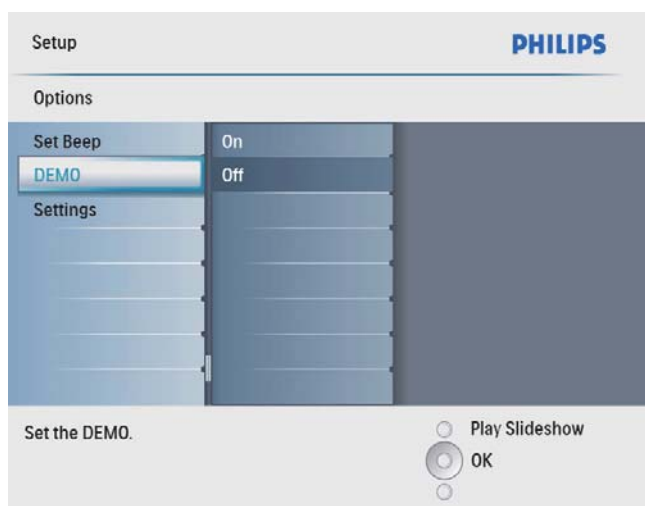 Setup
PHILIPS
Options
Set Beep
On
DEMO
Off
Settings
Set the DEMO.
Play Slideshow
OK